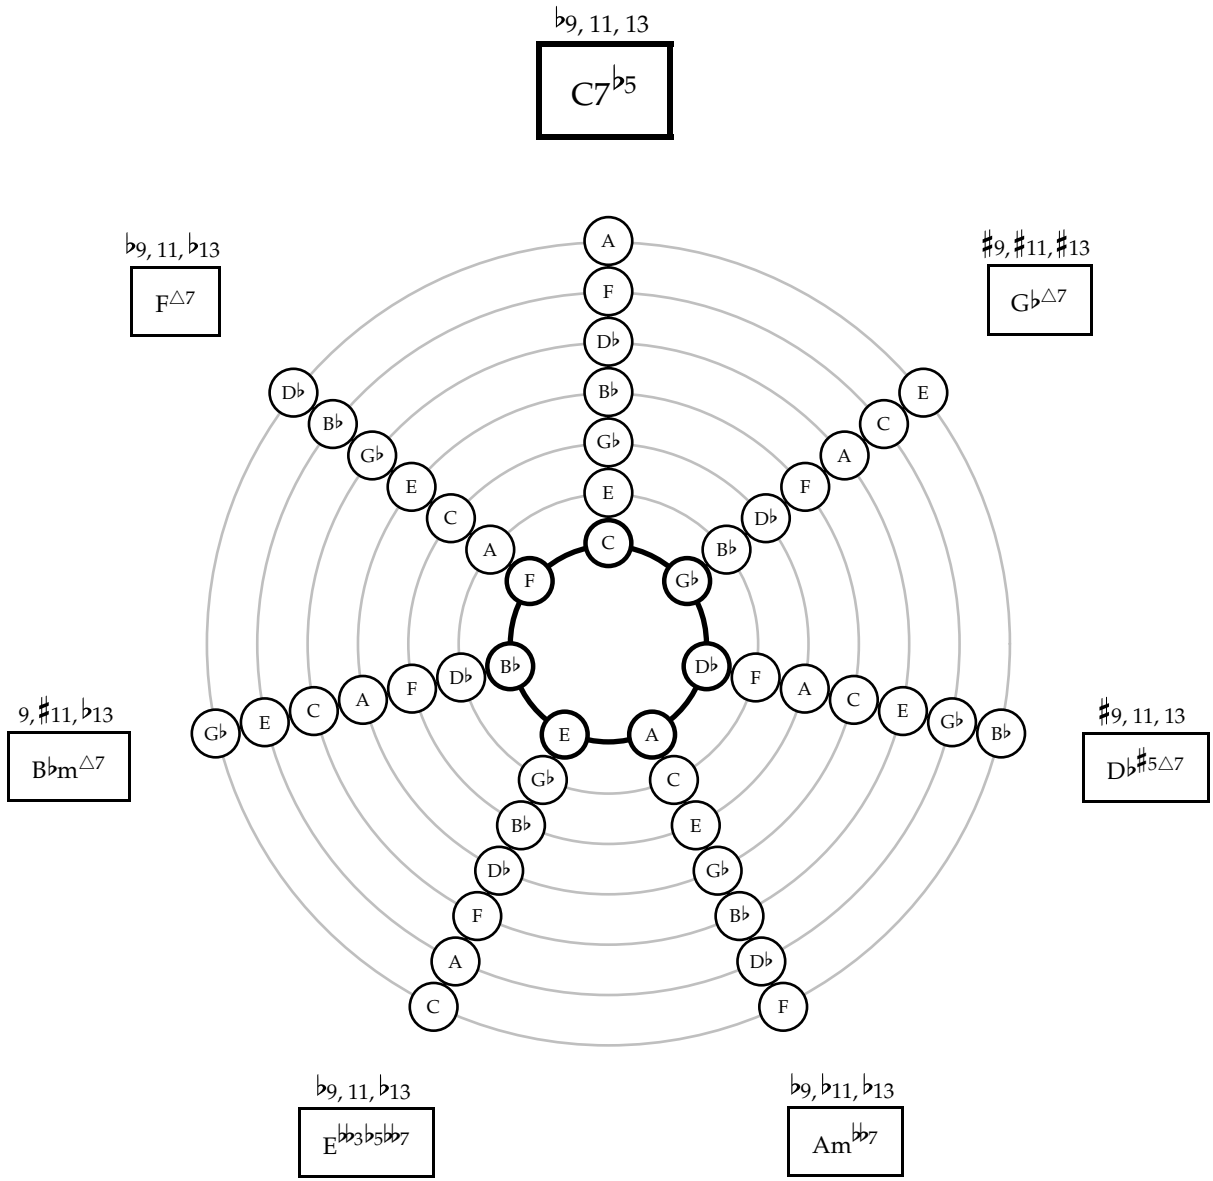 ♭9, 11, 13
C7♭5
♭9, 11, ♭13
F△7
♯9, ♯11, ♯13
G♭△7
A
F
D♭
B♭
G♭
E
C
D♭
B♭
G♭
E
C
A
F
E
C
A
F
D♭
B♭
G♭
G♭
E
C
A
F
D♭
B♭
D♭
F
A
C
E
G♭
B♭
9, ♯11, ♭13
B♭m△7
♯9, 11, 13
D♭♯5△7
E
G♭
B♭
D♭
F
A
C
A
C
E
G♭
B♭
D♭
F
♭9, 11, ♭13
E♭♭3♭5♭♭7
♭9, ♭11, ♭13
Am♭♭7